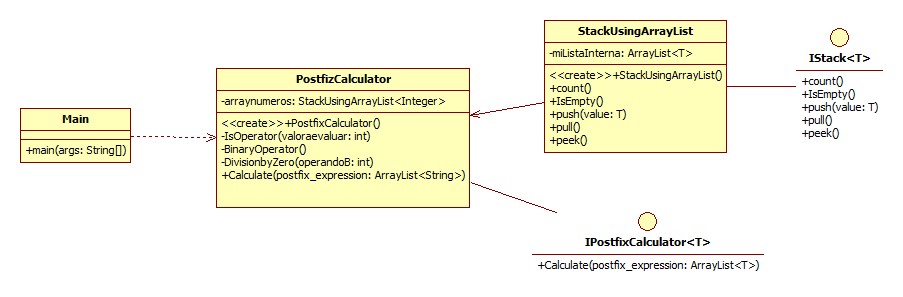 Main
+main(args: String[])
PostfizCalculator
-arraynumeros: StackUsingArrayList<Integer>
<<create>>+PostfixCalculator()
-IsOperator(valoraevaluar: int)
-BinaryOperator()
-DivisionbyZero(operandoB: int)
+Calculate(postfix_expression: ArrayList<String>)
StackUsingArrayList
-miListaInterna: ArrayList<T>
<<create>>+StackUsingArrayList()
+count()
+IsEmpty()
+push(value: T)
+pull()
+peek()
IStack<T>
+count()
+IsEmpty()
+push(value: T)
+pull()
+peek()
IPostfixCalculator<T>
+Calculate(postfix_expression: ArrayList<T>)